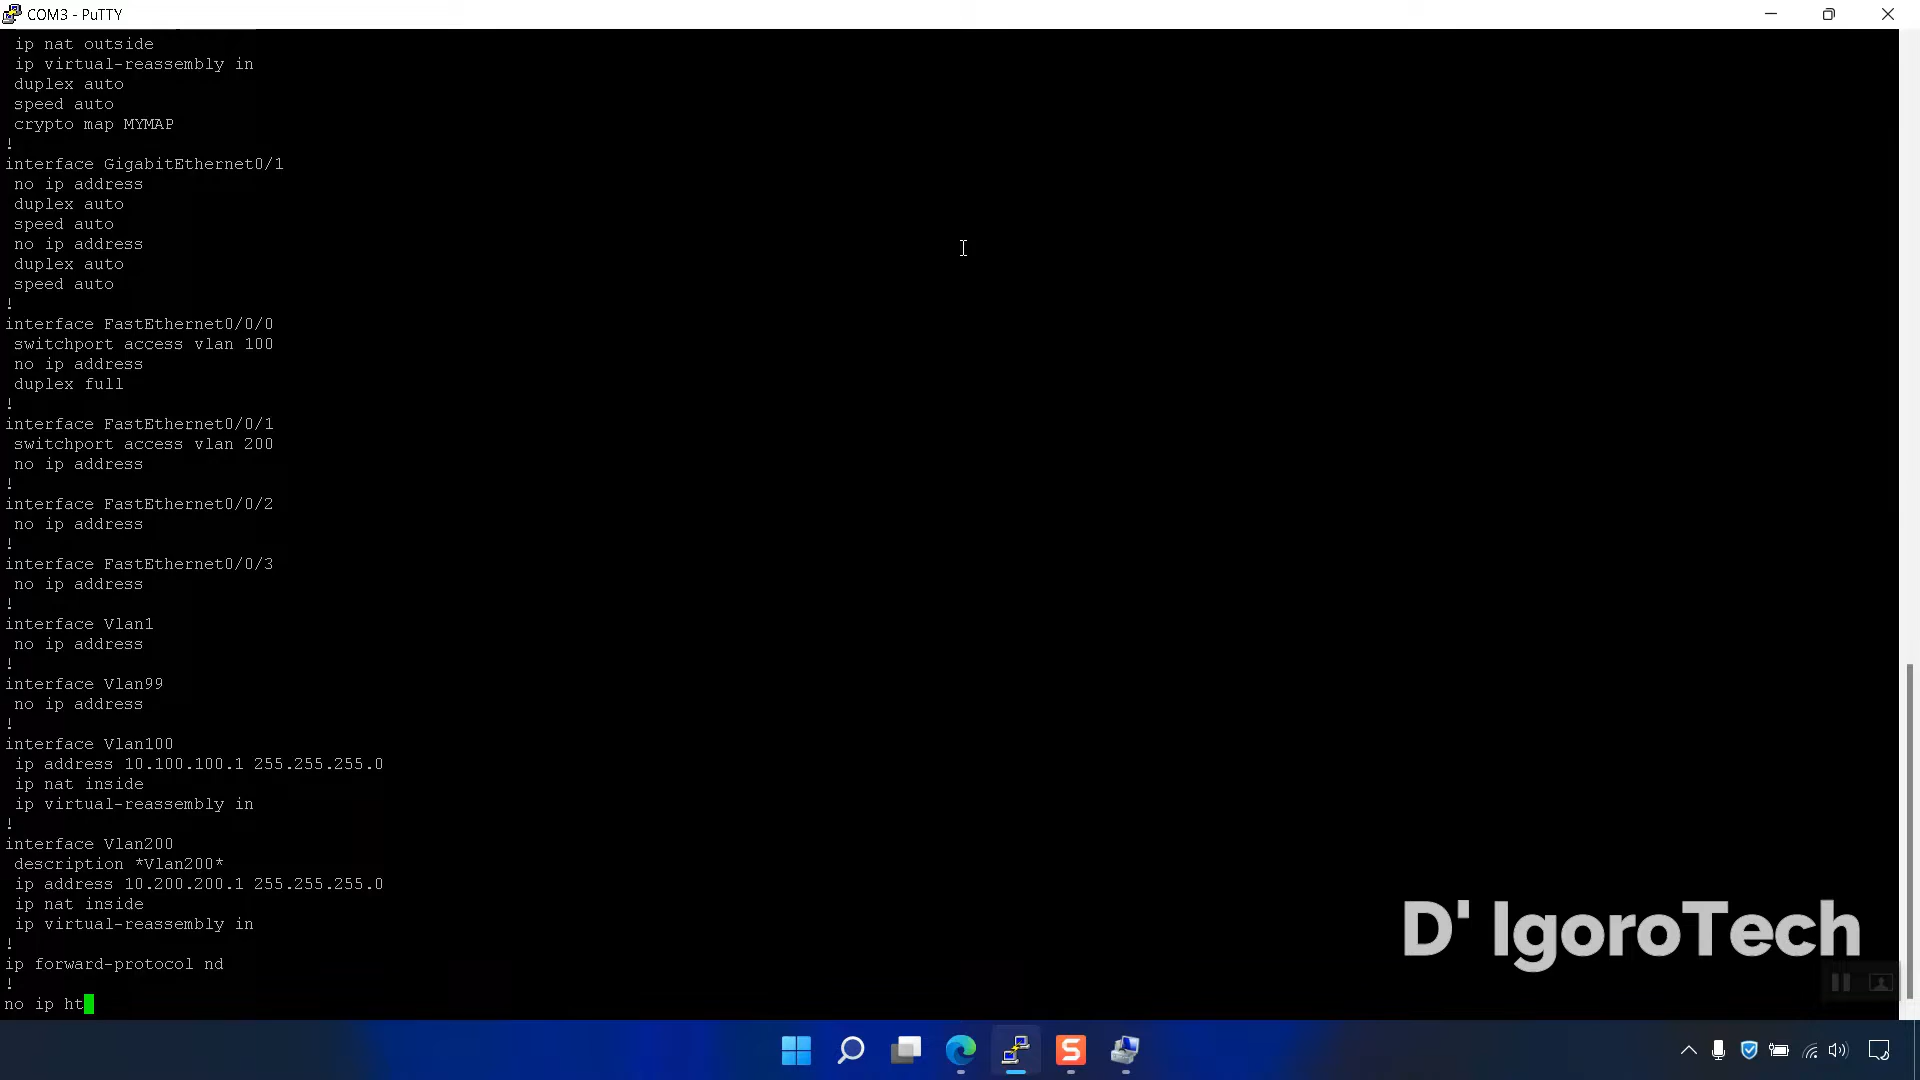 COM3 - PuTTY
ip nat outside
ip virtual-reassembly in
duplex auto
speed auto
crypto map MYMAP
!
interface GigabitEthernet0/1
no ip address
duplex auto
speed auto
no ip address
duplex auto
speed auto
!
interface FastEthernet0/0/0
switchport access vlan 100
no ip address
duplex full
!
interface FastEthernet0/0/1
switchport access vlan 200
no ip address
!
interface FastEthernet0/0/2
no ip address
!
interface FastEthernet0/0/3
no ip address
!
interface Vlan1
no ip address
!
interface Vlan99
no ip address
!
interface Vlan100
ip address 10.100.100.1 255.255.255.0
ip nat inside
ip virtual-reassembly in
!
interface Vlan200
description *Vlan200*
ip address 10.200.200.1 255.255.255.0
ip nat inside
ip virtual-reassembly in
!
ip forward-protocol nd
!
no ip ht
D' IgoroTech
S